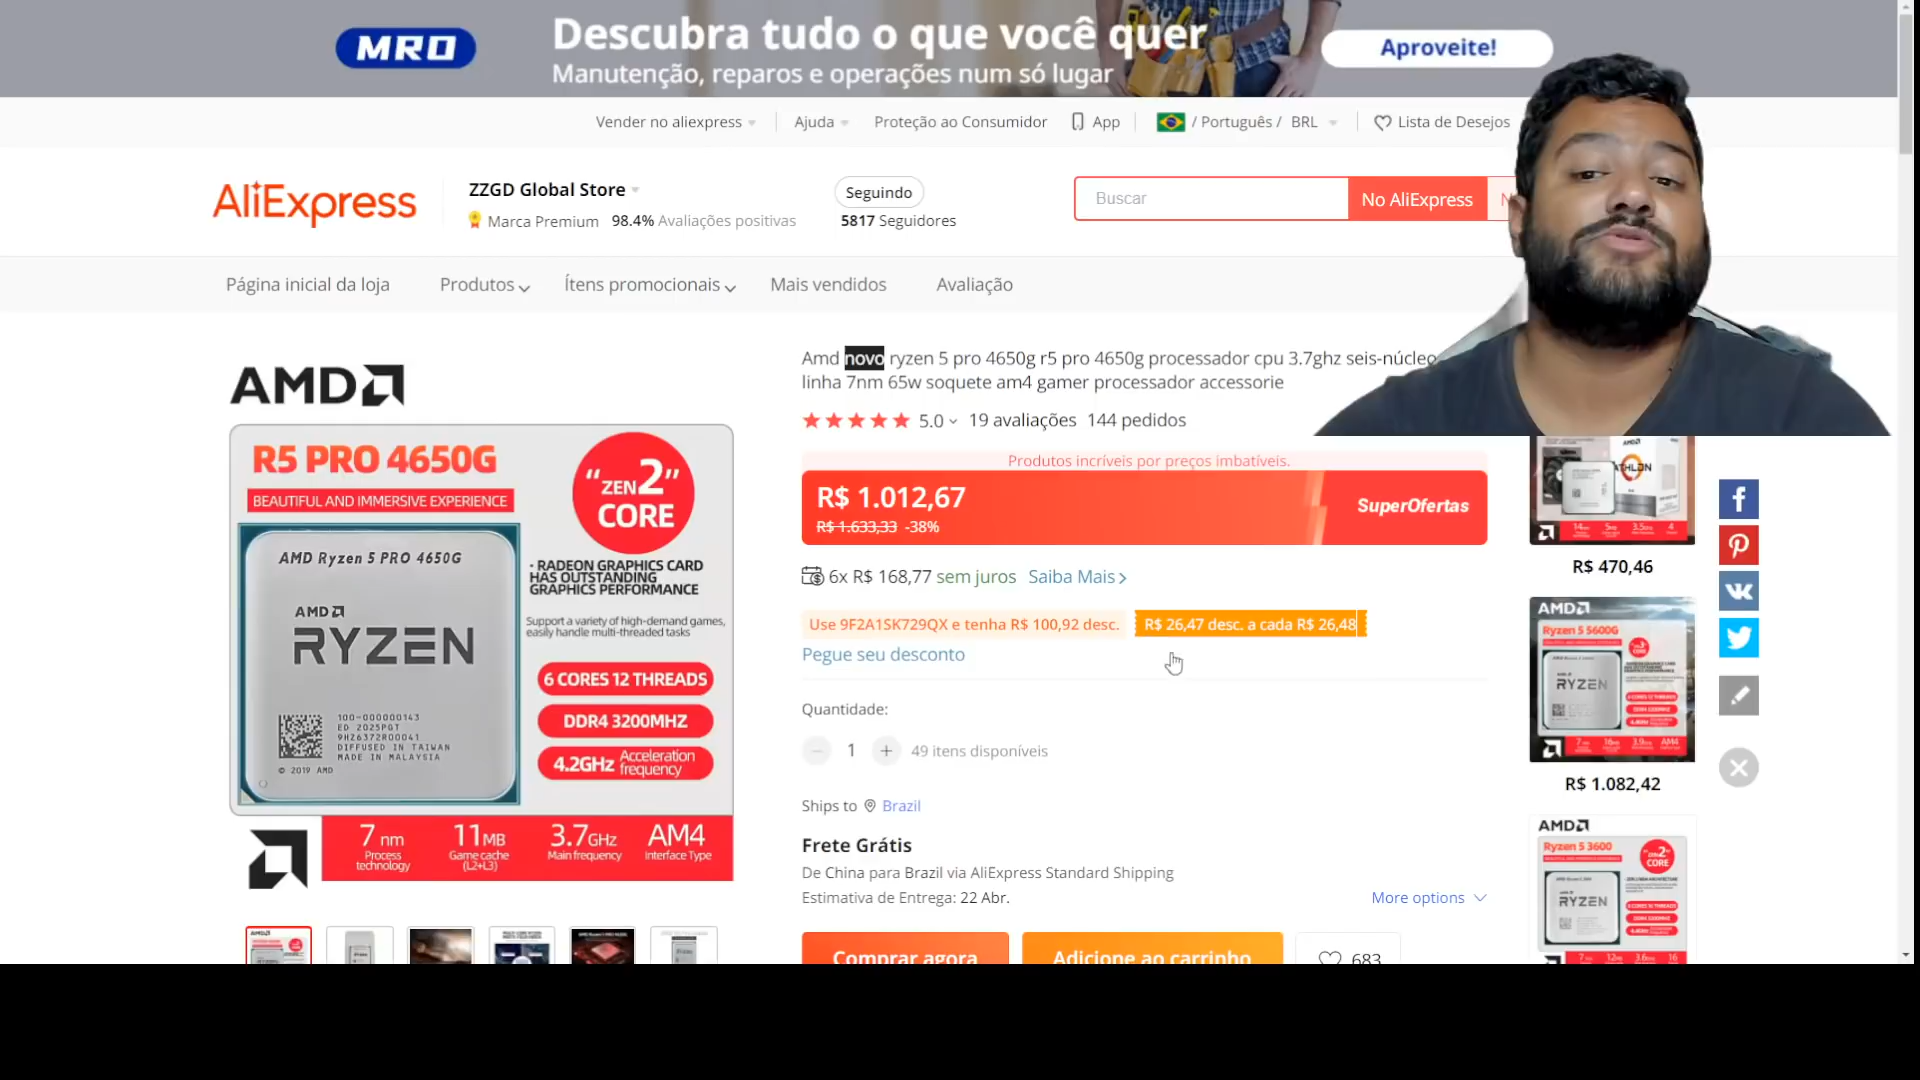 MRO
Descubra tudo o que você quer
Manutenção, reparos e operações num só lugar
Aproveite!
Vender no aliexpress
Ajuda
Proteção ao Consumidor
App
/ Português / BRL
Lista de Desejos
AliExpress
ZZGD Global Store
Marca Premium 98.4% Avaliações positivas
Seguindo
5817 Seguidores
Buscar
No AliExpress
N
Página inicial da loja
Produtos
Ítens promocionais
Mais vendidos
Avaliação
AMD
R5 PRO 4650G
BEAUTIFUL AND IMMERSIVE EXPERIENCE
"ZEN2"
CORE
AMD Ryzen 5 PRO 4650G
AMD
RYZEN
100-000000143
ED 2025PGT
9HZ6372R00041
DIFFUSED IN TAIWAN
MADE IN MALAYSIA
© 2019 AMD
· RADEON GRAPHICS CARD
HAS OUTSTANDING
GRAPHICS PERFORMANCE
Support a variety of high-demand games,
easily handle multi-threaded tasks
6 CORES 12 THREADS
DDR4 3200MHZ
4.2GHz Acceleration
frequency
7 nm
Process
technology
11MB
Game cache
(L2+L3)
3.7GHz
Main frequency
AM4
Interface Type
Amd novo ryzen 5 pro 4650g r5 pro 4650g processador cpu 3.7ghz seis-núcleo
linha 7nm 65w soquete am4 gamer processador accessorie
5.0 19 avaliações 144 pedidos
Produtos incríveis por preços imbatíveis.
R$ 1.012,67
R$ 1.633,33 -38%
SuperOfertas
6x R$ 168,77 sem juros Saiba Mais
Use 9F2A1SK729QX e tenha R$ 100,92 desc.
R$ 26,47 desc. a cada R$ 26,48
Pegue seu desconto
Quantidade:
1
49 itens disponíveis
Ships to Brazil
Frete Grátis
De China para Brazil via AliExpress Standard Shipping
Estimativa de Entrega: 22 Abr.
More options
Comprar agora
Adicione ao carrinho
683
AMD
ATHLON
R$ 470,46
AMD
Ryzen 5 5600G
RYZEN
R$ 1.082,42
AMD
Ryzen 5 3600
"ZEN2"
CORE
RYZEN